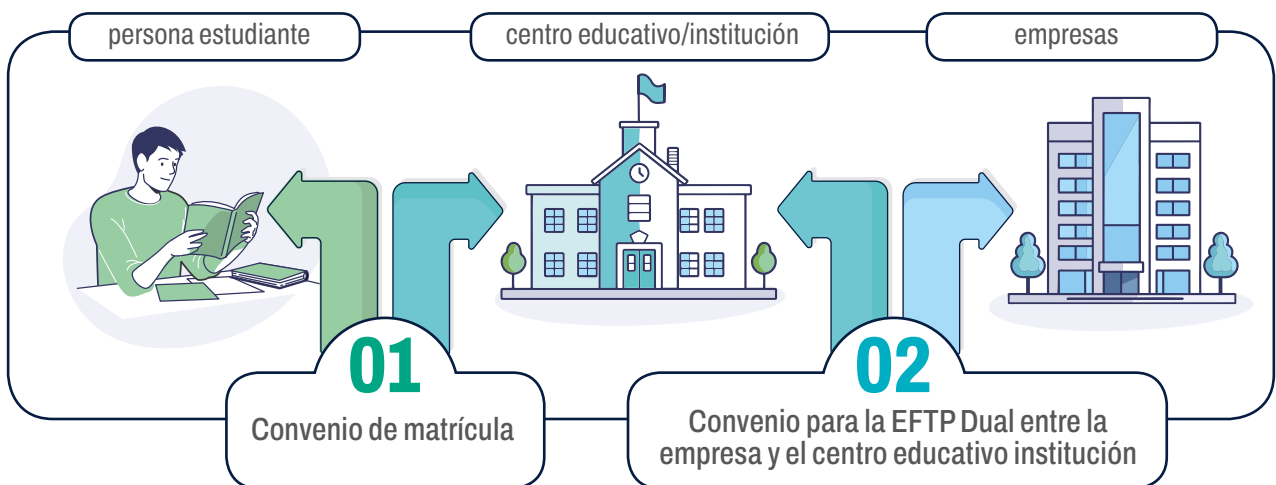 persona estudiante
centro educativo/institución
empresas
01
Convenio de matrícula
02
Convenio para la EFTP Dual entre la
empresa y el centro educativo institución